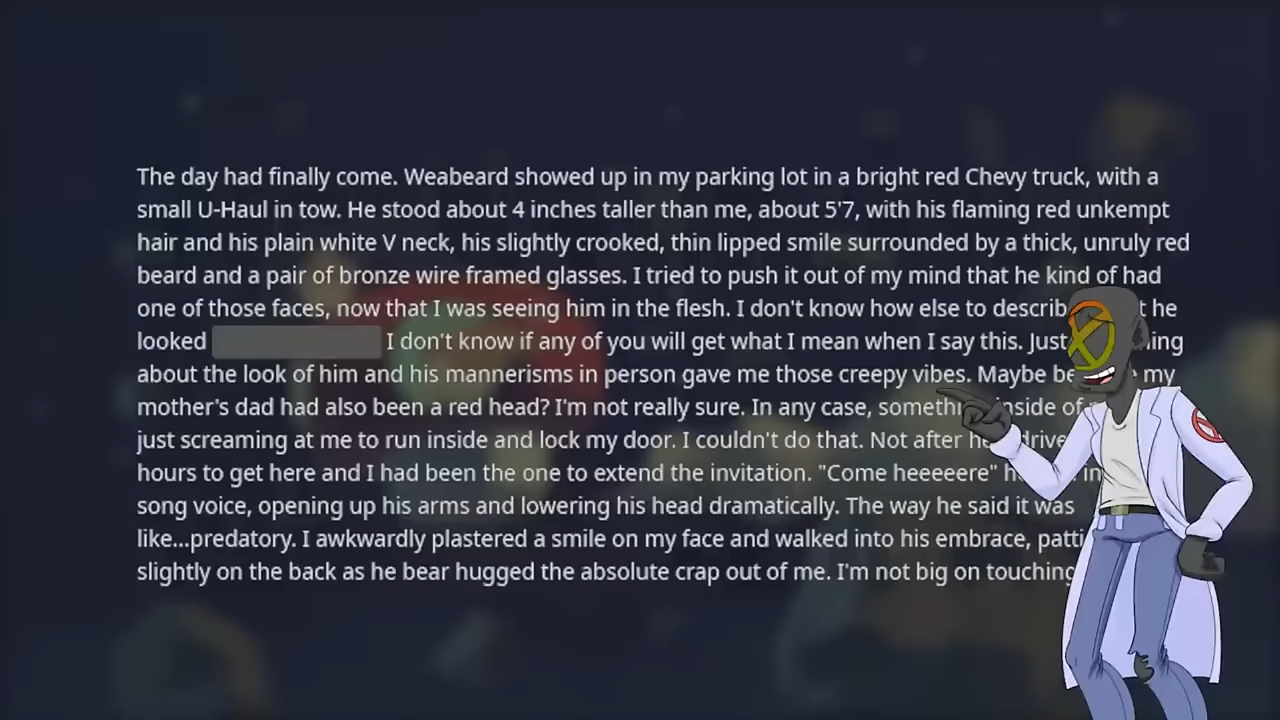 The day had finally come. Weabeard showed up in my parking lot in a bright red Chevy truck, with a
small U-Haul in tow. He stood about 4 inches taller than me, about 5'7, with his flaming red unkempt
hair and his plain white V neck, his slightly crooked, thin lipped smile surrounded by a thick, unruly red
beard and a pair of bronze wire framed glasses. I tried to push it out of my mind that he kind of had
one of those faces, now that I was seeing him in the flesh. I don't know how else to he
looked I don't know if any of you will get what I mean when I say this. Just
about the look of him and his mannerisms in person gave me those creepy vibes. Maybe my
mother's dad had also been a red head? I'm not really sure. In any case, inside of
just screaming at me to run inside and lock my door. I couldn't do that. Not after
hours to get here and I had been the one to extend the invitation. "Come heeeeere" in
song voice, opening up his arms and lowering his head dramatically. The way he said it was
like...predatory. I awkwardly plastered a smile on my face and walked into his embrace,
slightly on the back as he bear hugged the absolute crap out of me. I'm not big on touching